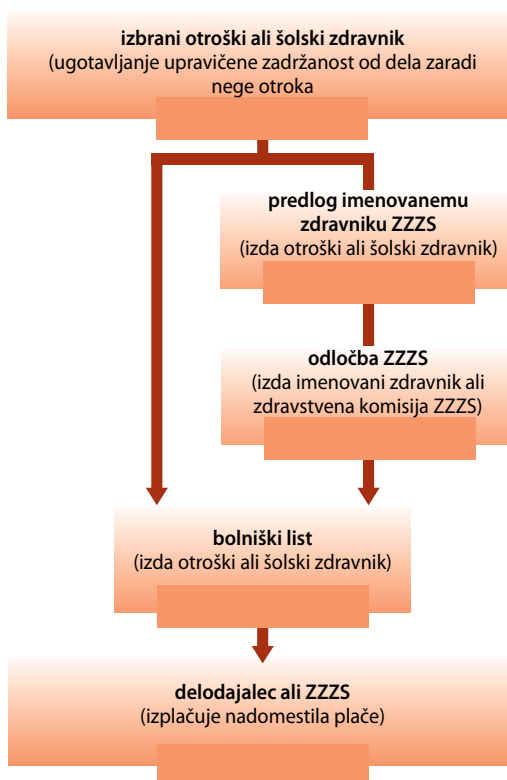 izbrani otroški ali šolski zdravnik
(ugotavljanje upravičene zadržanost od dela zaradi
nege otroka
predlog imenovanemu
zdravniku ZZZS
(izda otroški ali šolski zdravnik)
odločba ZZZS
(izda imenovani zdravnik ali
zdravstvena komisija ZZZS)
bolniški list
(izda otroški ali šolski zdravnik)
delodajalec ali ZZZS
(izplačuje nadomestila plače)